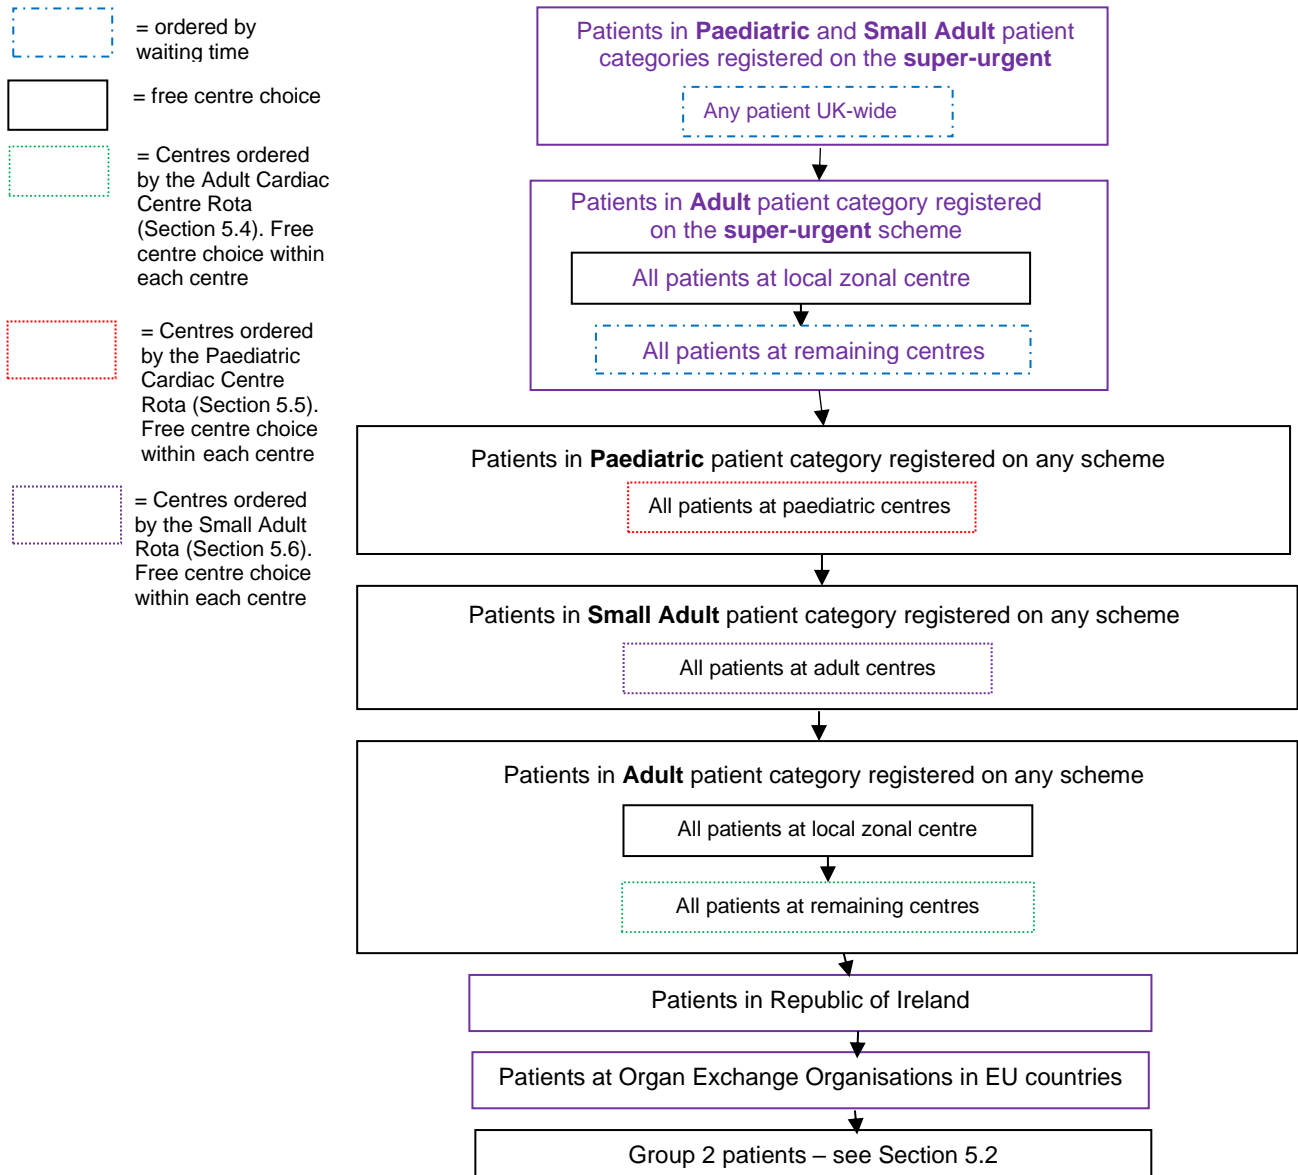 = ordered by
waiting time
= free centre choice
= Centres ordered
by the Adult Cardiac
Centre Rota
(Section 5.4). Free
centre choice within
each centre
= Centres ordered
by the Paediatric
Cardiac Centre
Rota (Section 5.5).
Free centre choice
within each centre
= Centres ordered
by the Small Adult
Rota (Section 5.6).
Free centre choice
within each centre
Patients in Paediatric and Small Adult patient
categories registered on the super-urgent
Any patient UK-wide
Patients in Adult patient category registered
on the super-urgent scheme
All patients at local zonal centre
All patients at remaining centres
Patients in Paediatric patient category registered on any scheme
All patients at paediatric centres
Patients in Small Adult patient category registered on any scheme
All patients at adult centres
Patients in Adult patient category registered on any scheme
All patients at local zonal centre
All patients at remaining centres
Patients in Republic of Ireland
Patients at Organ Exchange Organisations in EU countries
Group 2 patients – see Section 5.2